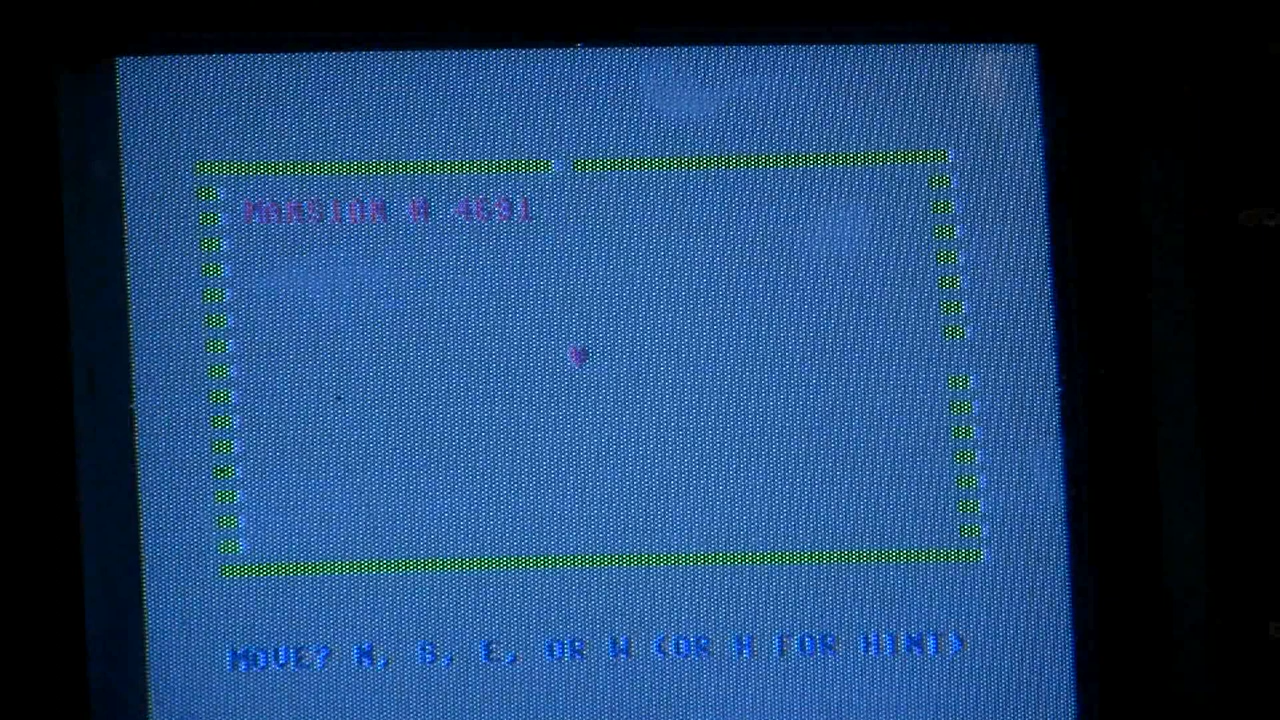 MANSION # 4691
MOVE? N, S, E, OR W (OR H FOR HINT)